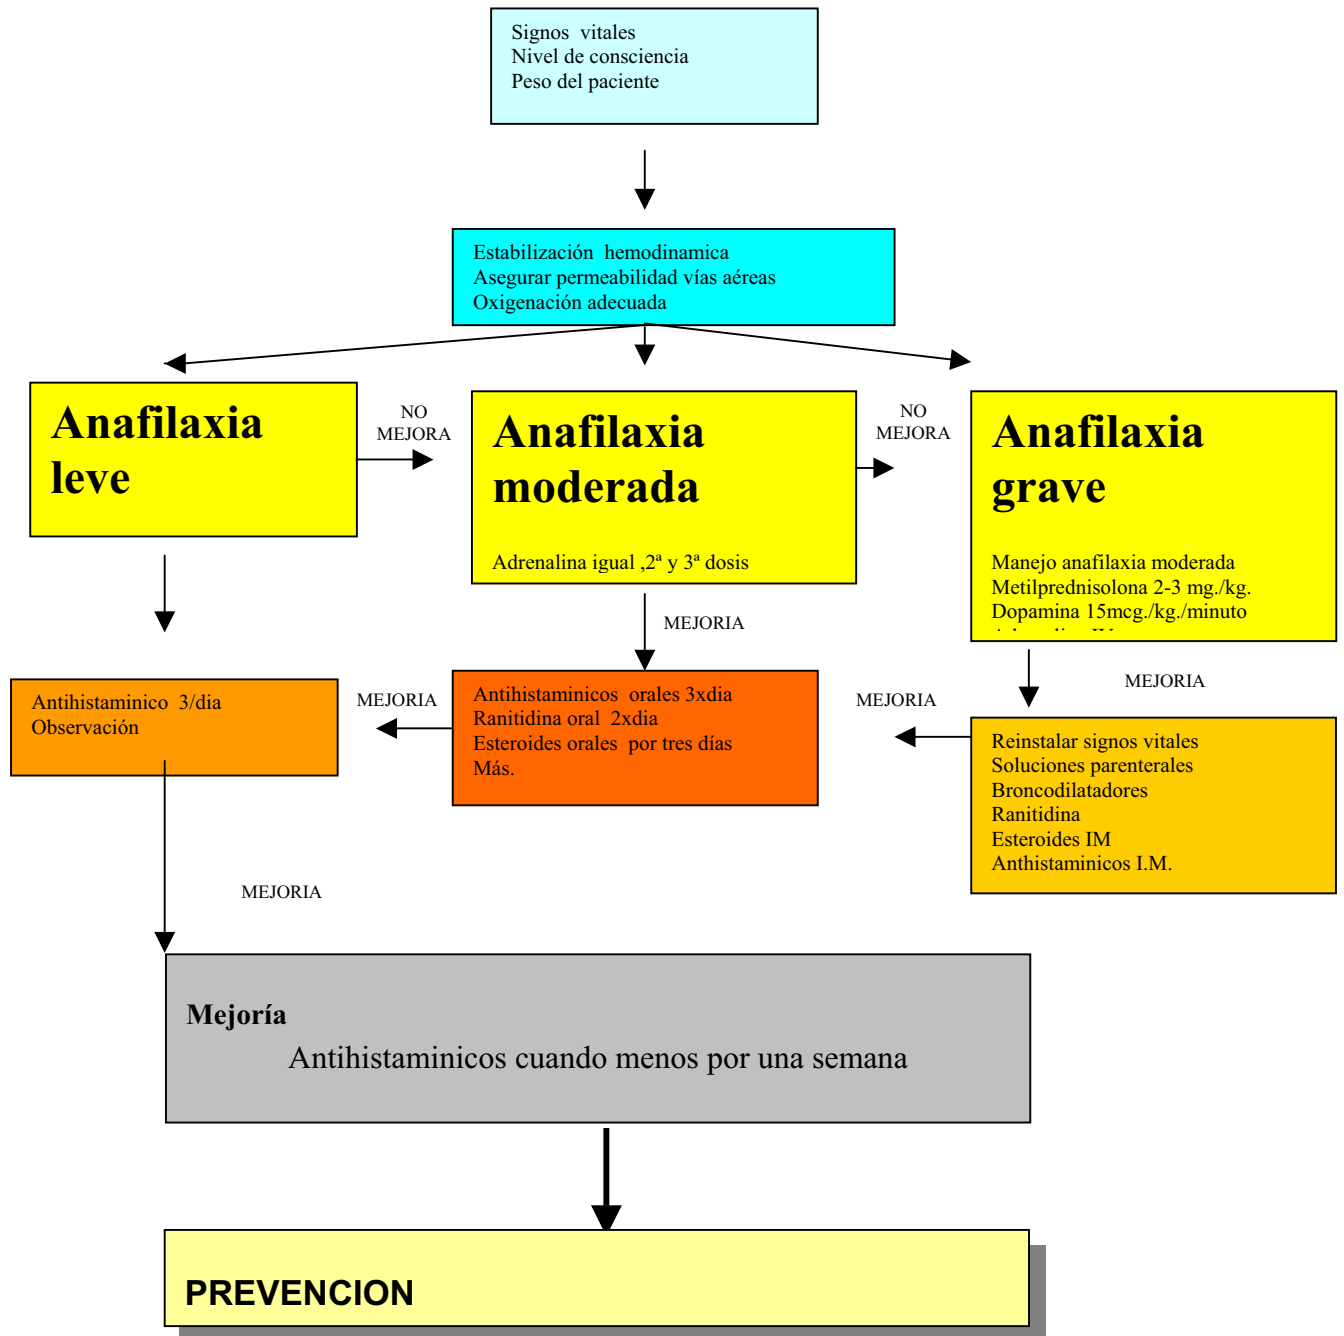 Signos vitales
Nivel de consciencia
Peso del paciente
Estabilización hemodinamica
Asegurar permeabilidad vías aéreas
Oxigenación adecuada
Anafilaxia
leve
NO
MEJORA
Anafilaxia
moderada
Adrenalina igual ,2ª y 3ª dosis
NO
MEJORA
Anafilaxia
grave
Manejo anafilaxia moderada
Metilprednisolona 2-3 mg./kg.
Dopamina 15mcg./kg./minuto
MEJORIA
MEJORIA
Antihistaminico 3/dia
Observación
MEJORIA
Antihistaminicos orales 3xdia
Ranitidina oral 2xdia
Esteroides orales por tres días
Más.
MEJORIA
Reinstalar signos vitales
Soluciones parenterales
Broncodilatadores
Ranitidina
Esteroides IM
Anthistaminicos I.M.
MEJORIA
Mejoría
Antihistaminicos cuando menos por una semana
PREVENCION